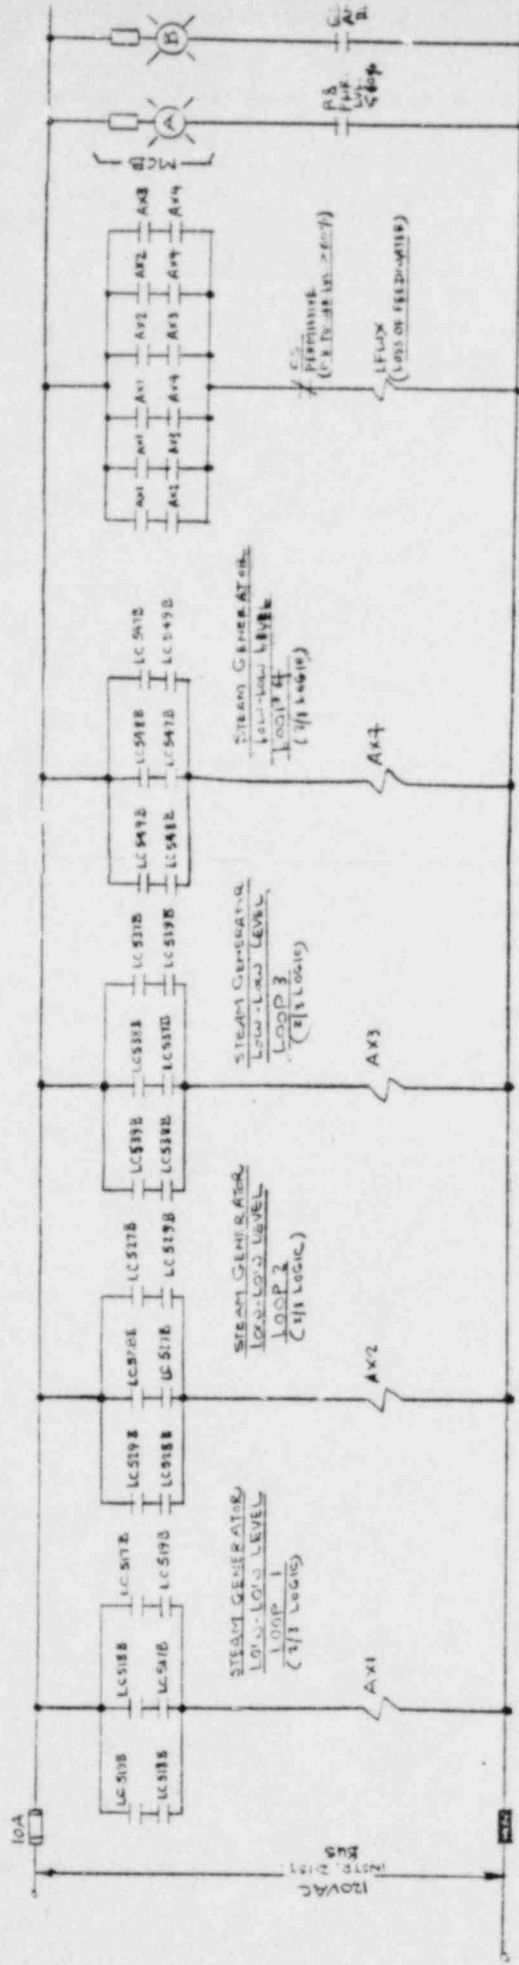 10A
120VAC
INSTR. DIST.
BUS
LC519B
LC518B
LC518B
LC517B
LC517B
LC519B
STEAM GENERATOR
LOW-LOW LEVEL
LOOP 1
(2/3 LOGIC)
AX1
LC529B
LC528B
LC528B
LC527B
LC527B
LC529B
STEAM GENERATOR
LOW-LOW LEVEL
LOOP 2
(2/3 LOGIC)
AX2
LC539B
LC538B
LC538B
LC537B
LC537B
LC539B
STEAM GENERATOR
LOW-LOW LEVEL
LOOP 3
(2/3 LOGIC)
AX3
LC549B
LC548B
LC548B
LC547B
LC547B
LC549B
STEAM GENERATOR
LOW-LOW LEVEL
LOOP 4
(2/3 LOGIC)
AX4
AX1
AX2
AX1
AX3
AX1
AX4
AX2
AX3
AX2
AX4
AX3
AX4
PERMISSIVE
LFWX
(LOSS OF FEEDWATER)
MCB
A
B